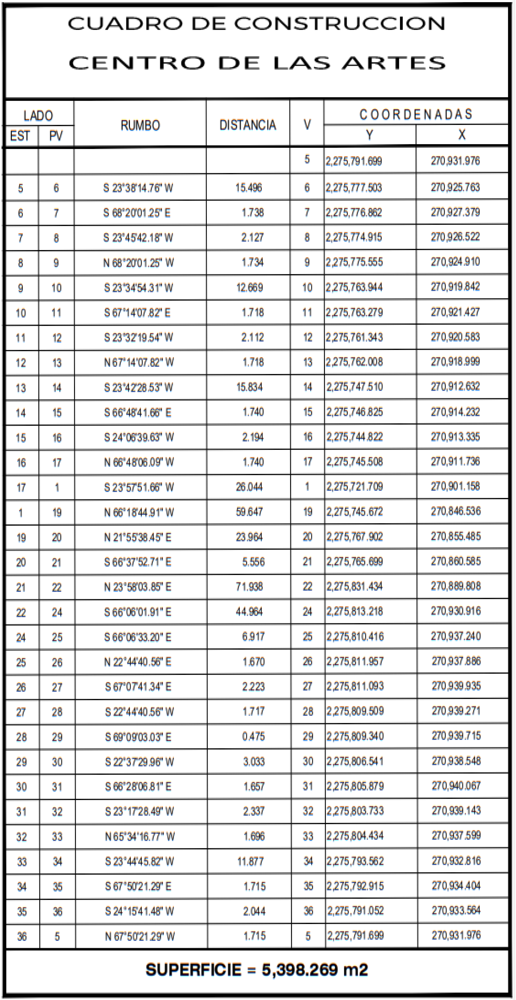 CUADRO DE CONSTRUCCION
CENTRO DE LAS ARTES
LADO RUMBO DISTANCIA V COORDENADAS
EST PV Y X
5 2,275,791.699 270,931.976
5 6 S 23°38'14.76" W 15.496 6 2,275,777.503 270,925.763
6 7 S 68°20'01.25" E 1.738 7 2,275,776.862 270,927.379
7 8 S 23°45'42.18" W 2.127 8 2,275,774.915 270,926.522
8 9 N 68°20'01.25" W 1.734 9 2,275,775.555 270,924.910
9 10 S 23°34'54.31" W 12.669 10 2,275,763.944 270,919.842
10 11 S 67°14'07.82" E 1.718 11 2,275,763.279 270,921.427
11 12 S 23°32'19.54" W 2.112 12 2,275,761.343 270,920.583
12 13 N 67°14'07.82" W 1.718 13 2,275,762.008 270,918.999
13 14 S 23°42'28.53" W 15.834 14 2,275,747.510 270,912.632
14 15 S 66°48'41.66" E 1.740 15 2,275,746.825 270,914.232
15 16 S 24°06'39.63" W 2.194 16 2,275,744.822 270,913.335
16 17 N 66°48'06.09" W 1.740 17 2,275,745.508 270,911.736
17 1 S 23°57'51.66" W 26.044 1 2,275,721.709 270,901.158
1 19 N 66°18'44.91" W 59.647 19 2,275,745.672 270,846.536
19 20 N 21°55'38.45" E 23.964 20 2,275,767.902 270,855.485
20 21 S 66°37'52.71" E 5.556 21 2,275,765.699 270,860.585
21 22 N 23°58'03.85" E 71.938 22 2,275,831.434 270,889.808
22 24 S 66°06'01.91" E 44.964 24 2,275,813.218 270,930.916
24 25 S 66°06'33.20" E 6.917 25 2,275,810.416 270,937.240
25 26 N 22°44'40.56" E 1.670 26 2,275,811.957 270,937.886
26 27 S 67°07'41.34" E 2.223 27 2,275,811.093 270,939.935
27 28 S 22°44'40.56" W 1.717 28 2,275,809.509 270,939.271
28 29 S 69°09'03.03" E 0.475 29 2,275,809.340 270,939.715
29 30 S 22°37'29.96" W 3.033 30 2,275,806.541 270,938.548
30 31 S 66°28'06.81" E 1.657 31 2,275,805.879 270,940.067
31 32 S 23°17'28.49" W 2.337 32 2,275,803.733 270,939.143
32 33 N 65°34'16.77" W 1.696 33 2,275,804.434 270,937.599
33 34 S 23°44'45.82" W 11.877 34 2,275,793.562 270,932.816
34 35 S 67°50'21.29" E 1.715 35 2,275,792.915 270,934.404
35 36 S 24°15'41.48" W 2.044 36 2,275,791.052 270,933.564
36 5 N 67°50'21.29" W 1.715 5 2,275,791.699 270,931.976
SUPERFICIE = 5,398.269 m2